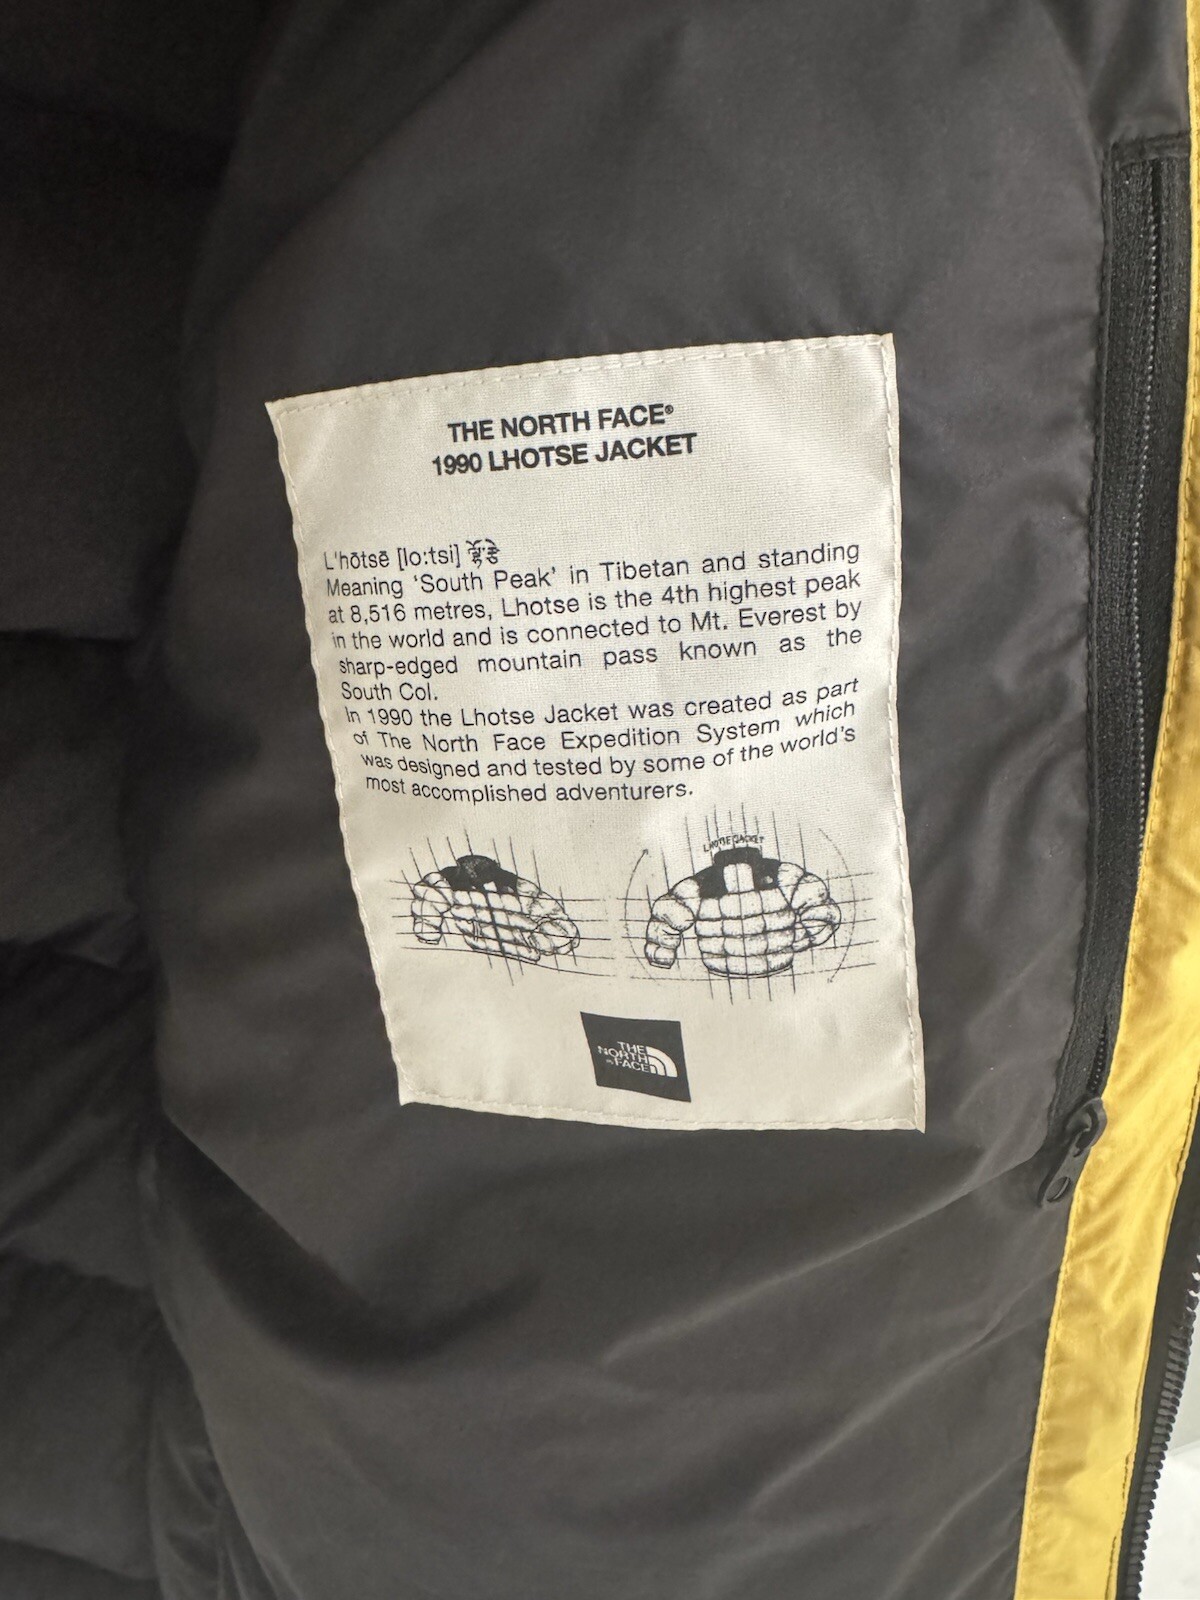 THE NORTH FACE®
1990 LHOTSE JACKET
L'hōtsē [lo:tsi]
Meaning ‘South Peak’ in Tibetan and standing
at 8,516 metres, Lhotse is the 4th highest peak
in the world and is connected to Mt. Everest by
sharp-edged mountain pass known as the
South Col.
In 1990 the Lhotse Jacket was created as part
of The North Face Expedition System which
was designed and tested by some of the world's
most accomplished adventurers.
LHOTSE JACKET
THE
NORTH
FACE